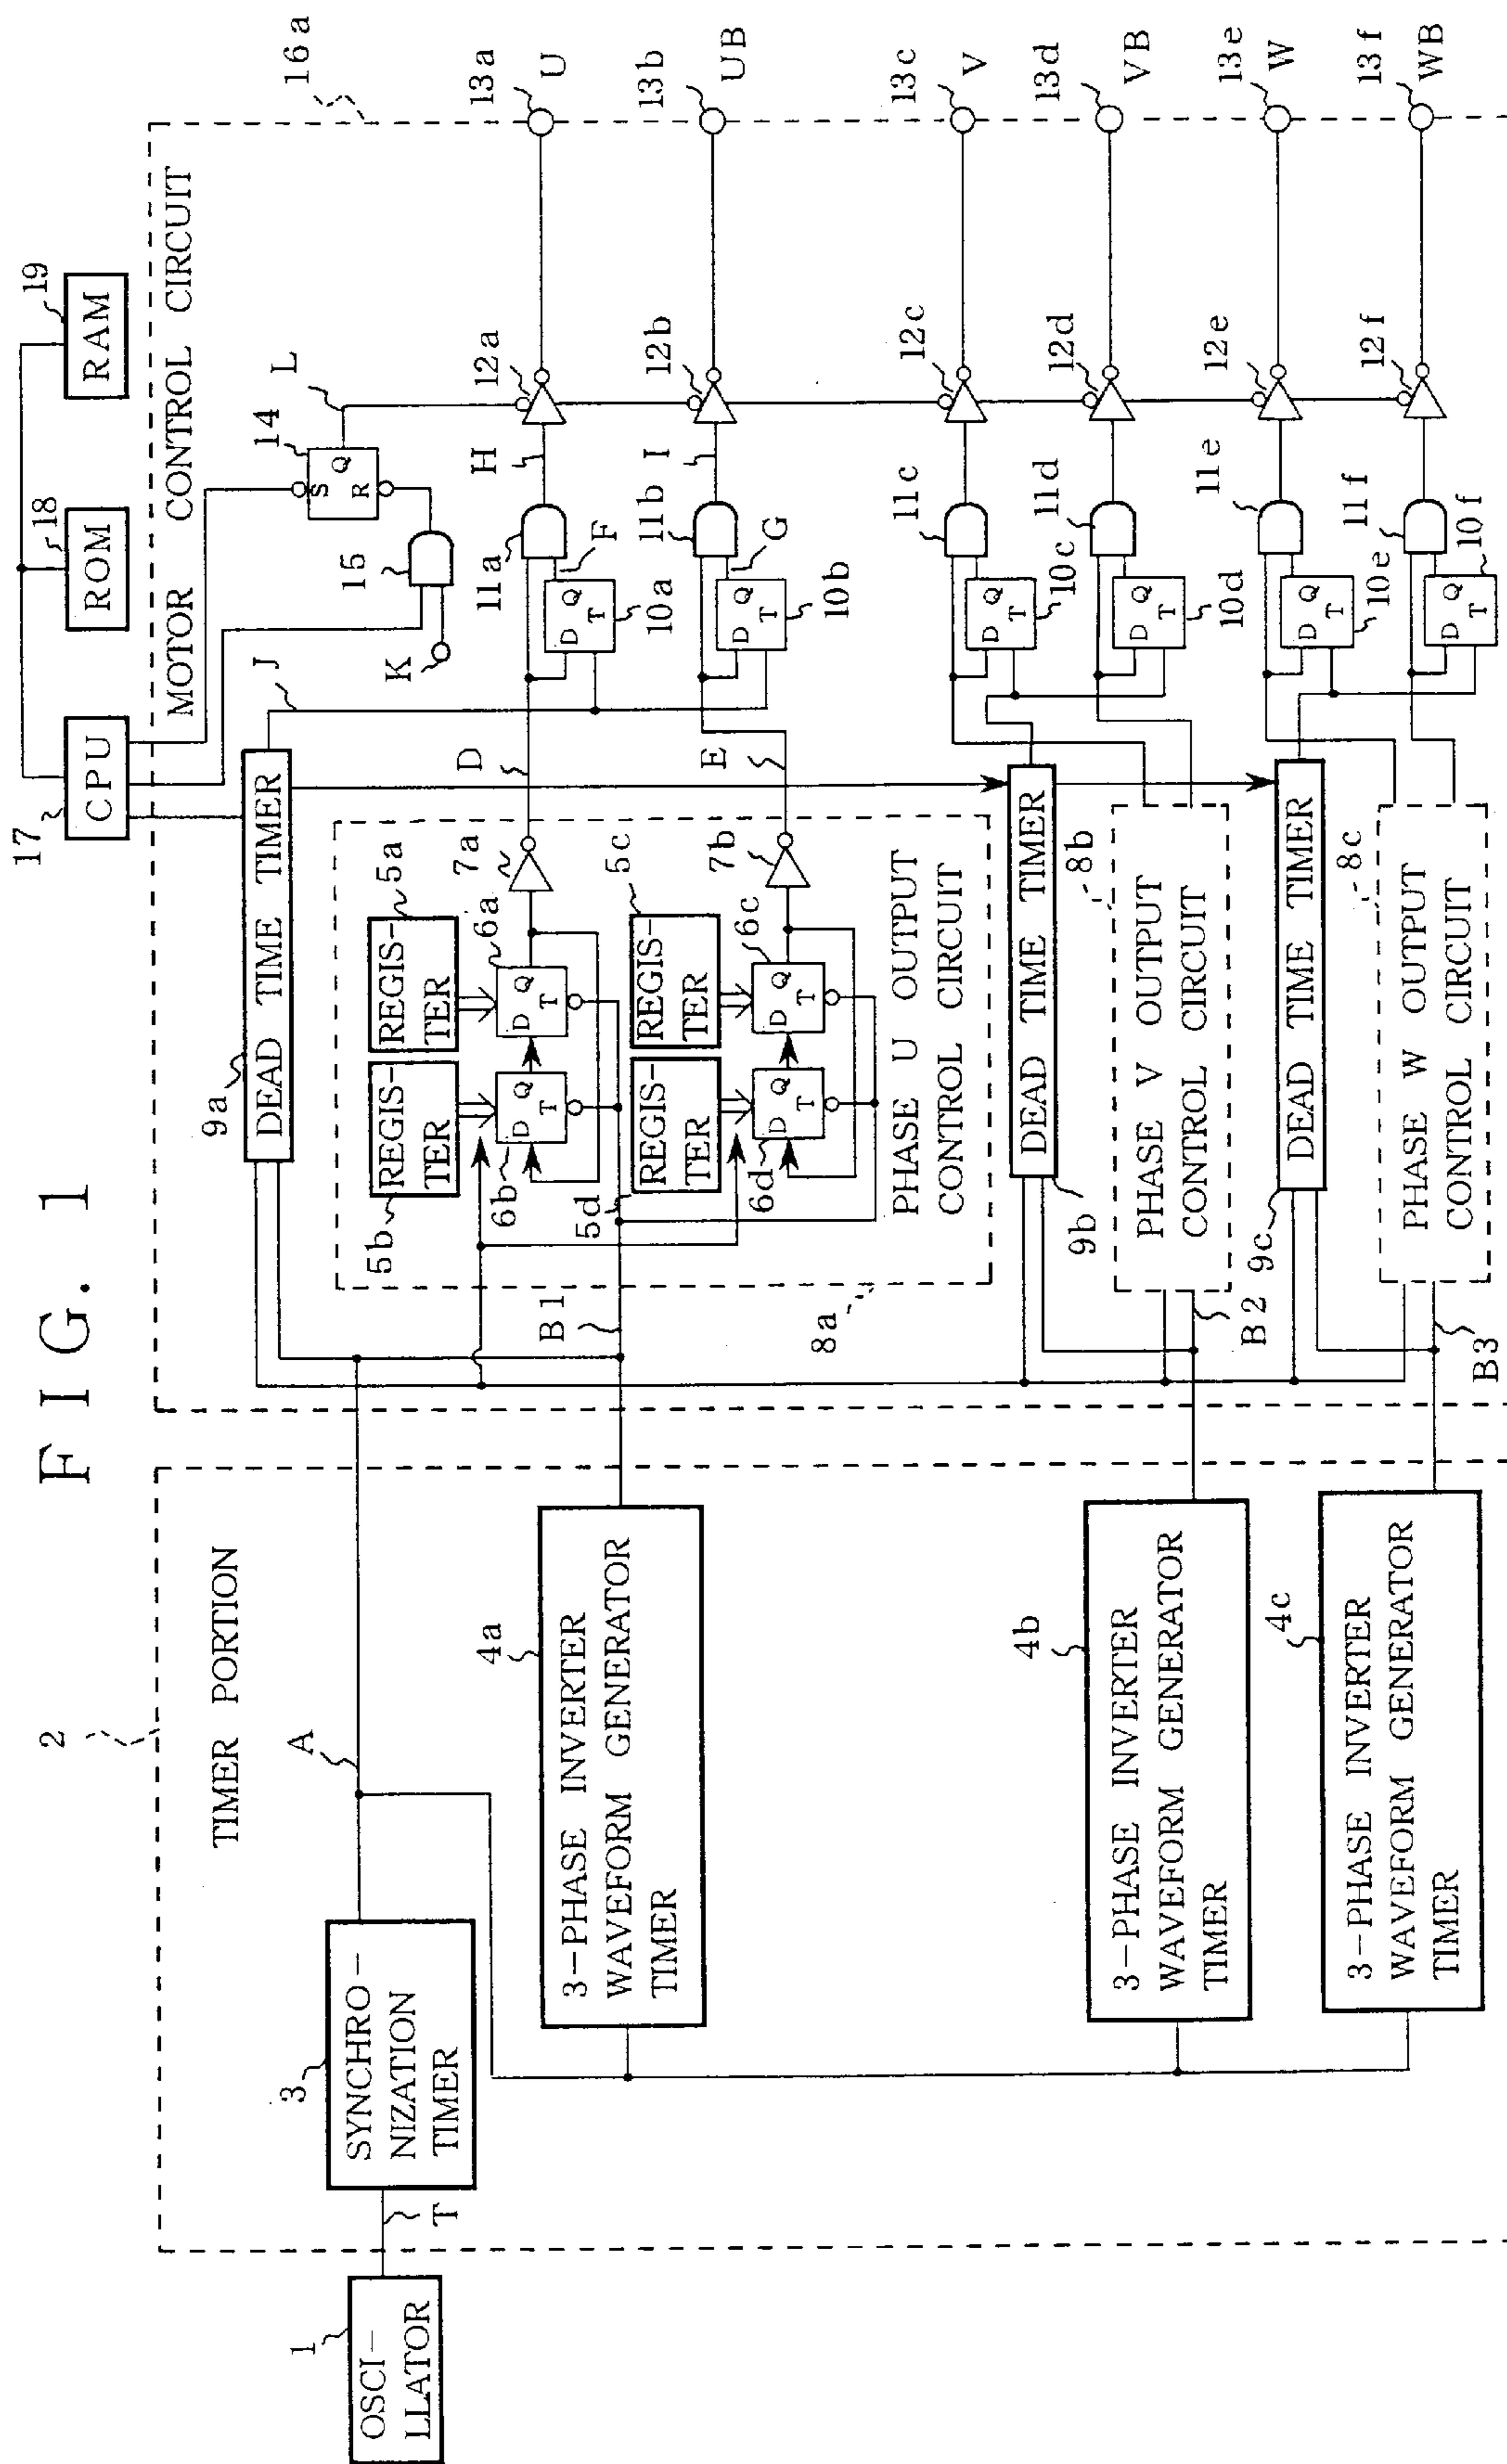 FIG. 1
1
OSCI-
LLATOR
T
2
TIMER PORTION
3
SYNCHRO-
NIZATION
TIMER
A
4a
3-PHASE INVERTER
WAVEFORM GENERATOR
TIMER
4b
3-PHASE INVERTER
WAVEFORM GENERATOR
TIMER
4c
3-PHASE INVERTER
WAVEFORM GENERATOR
TIMER
17
CPU
18
ROM
19
RAM
16a
MOTOR CONTROL CIRCUIT
9a
DEAD TIME TIMER
J
K
15
14
S
Q
R
L
B1
8a
5b
REGIS-
TER
5a
REGIS-
TER
6b
D Q
T
6a
D Q
T
7a
D
5d
REGIS-
TER
5c
REGIS-
TER
6d
D Q
T
6c
D Q
T
7b
E
PHASE U OUTPUT
CONTROL CIRCUIT
11a
D Q
T
10a
F
H
12a
13a
U
11b
D Q
T
10b
G
I
12b
13b
UB
9b
DEAD TIME TIMER
8b
PHASE V OUTPUT
CONTROL CIRCUIT
B2
11c
D Q
T
10c
12c
13c
V
11d
D Q
T
10d
12d
13d
VB
9c
DEAD TIME TIMER
8c
PHASE W OUTPUT
CONTROL CIRCUIT
B3
11e
D Q
T
10e
12e
13e
W
11f
D Q
T
10f
12f
13f
WB